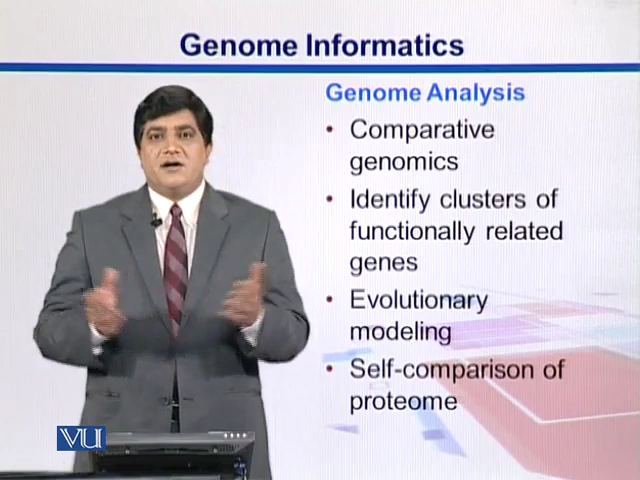 Genome Informatics
Genome Analysis
• Comparative
genomics
• Identify clusters of
functionally related
genes
• Evolutionary
modeling
• Self-comparison of
proteome
VU